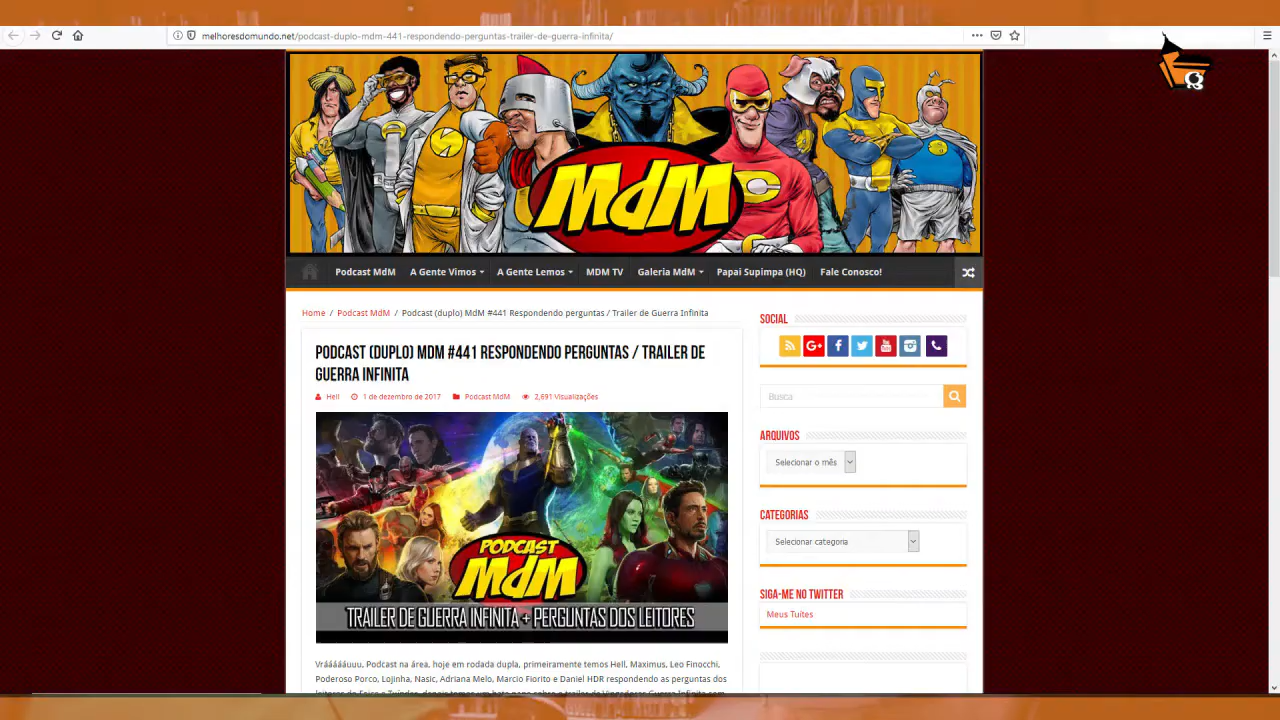 melhoresdomundo.net/podcast-duplo-mdm-441-respondendo-perguntas-trailer-de-guerra-infinita/
MdM
Podcast MdM A Gente Vimos A Gente Lemos MDM TV Galeria MdM Papai Supimpa (HQ) Fale Conosco!
Home / Podcast MdM / Podcast (duplo) MdM #441 Respondendo perguntas / Trailer de Guerra Infinita
PODCAST (DUPLO) MDM #441 RESPONDENDO PERGUNTAS / TRAILER DE
GUERRA INFINITA
Hell 1 de dezembro de 2017 Podcast MdM 2,691 Visualizações
PODCAST
MdM
TRAILER DE GUERRA INFINITA + PERGUNTAS DOS LEITORES
Vráááááuuu, Podcast na área, hoje em rodada dupla, primeiramente temos Hell, Maximus, Leo Finocchi,
Poderoso Porco, Lojinha, Nasic, Adriana Melo, Marcio Fiorito e Daniel HDR respondendo as perguntas dos
SOCIAL
G+
You Tube
Busca
ARQUIVOS
Selecionar o mês
CATEGORIAS
Selecionar categoria
SIGA-ME NO TWITTER
Meus Tuítes